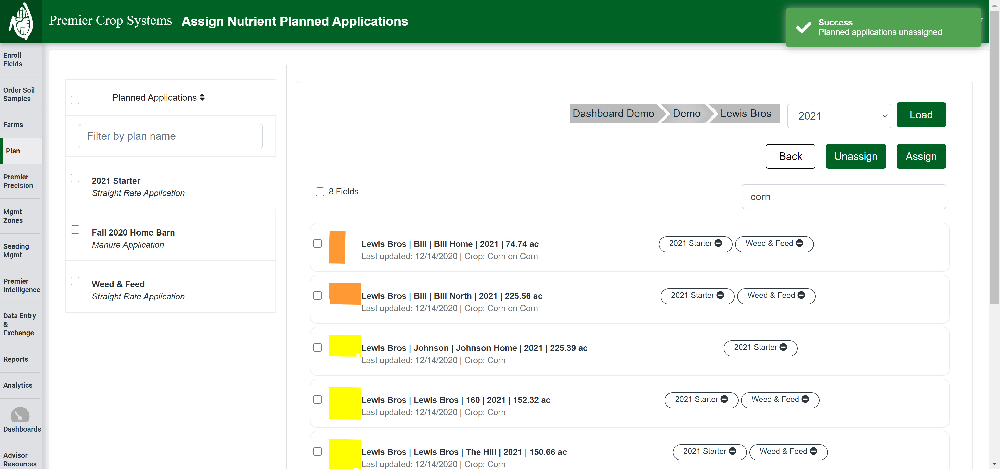 Premier Crop Systems
Assign Nutrient Planned Applications
Success
Planned applications unassigned
Enroll
Fields
Order Soil
Samples
Farms
Plan
Premier
Precision
Mgmt
Zones
Seeding
Mgmt
Premier
Intelligence
Data Entry
&
Exchange
Reports
Analytics
Dashboards
Advisor
Resources
Planned Applications
Filter by plan name
2021 Starter
Straight Rate Application
Fall 2020 Home Barn
Manure Application
Weed & Feed
Straight Rate Application
Dashboard Demo Demo Lewis Bros 2021 Load
Back Unassign Assign
8 Fields
corn
Lewis Bros | Bill | Bill Home | 2021 | 74.74 ac
Last updated: 12/14/2020 | Crop: Corn on Corn
2021 Starter Weed & Feed
Lewis Bros | Bill | Bill North | 2021 | 225.56 ac
Last updated: 12/14/2020 | Crop: Corn on Corn
2021 Starter Weed & Feed
Lewis Bros | Johnson | Johnson Home | 2021 | 225.39 ac
Last updated: 12/14/2020 | Crop: Corn
2021 Starter
Lewis Bros | Lewis Bros | 160 | 2021 | 152.32 ac
Last updated: 12/14/2020 | Crop: Corn
2021 Starter Weed & Feed
Lewis Bros | Lewis Bros | The Hill | 2021 | 150.66 ac
Last updated: 12/14/2020 | Crop: Corn
2021 Starter Weed & Feed